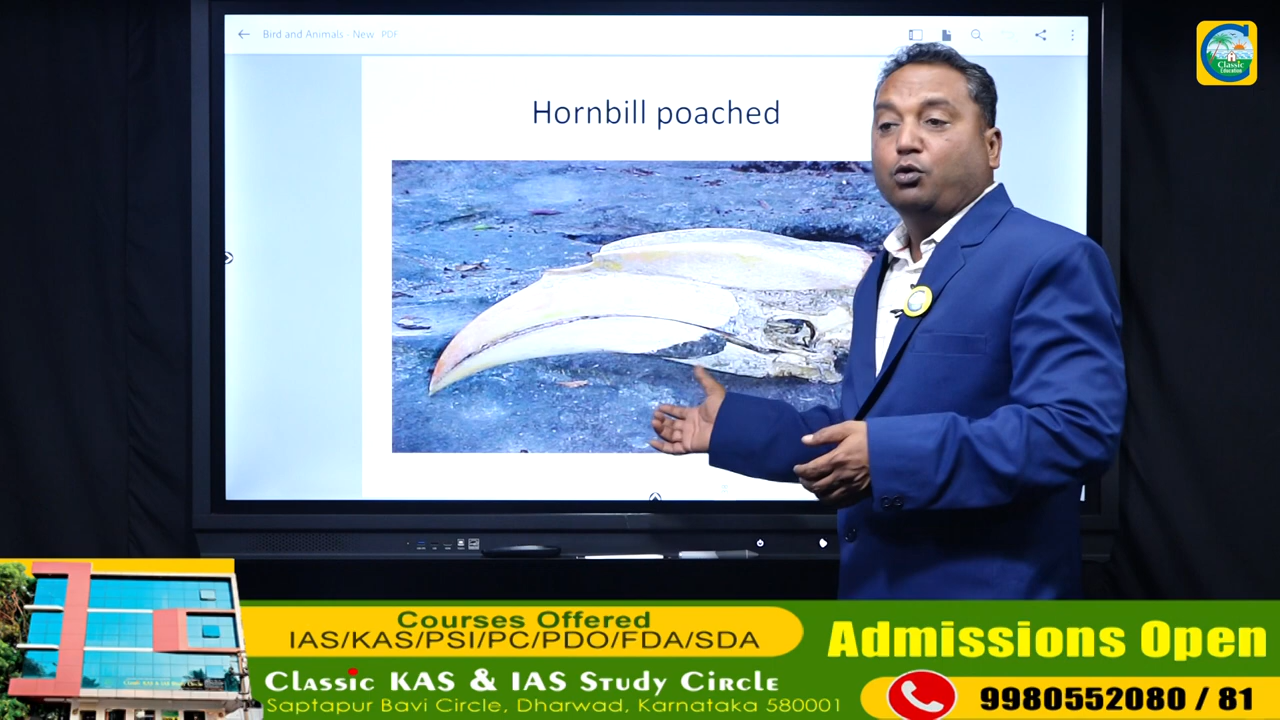 Bird and Animals - New PDF
Classic
Education
Hornbill poached
Courses Offered
IAS/KAS/PSI/PC/PDO/FDA/SDA
Classic KAS & IAS Study Circle
Saptapur Bavi Circle, Dharwad, Karnataka 580001
Admissions Open
9980552080 / 81